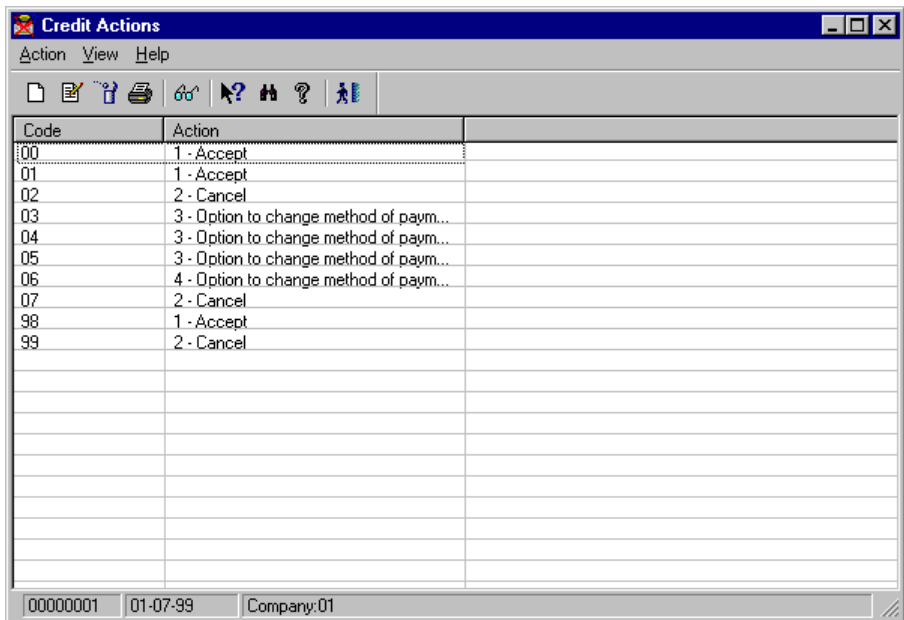 Credit Actions
Action View Help
Code Action
00 1 - Accept
01 1 - Accept
02 2 - Cancel
03 3 - Option to change method of paym...
04 3 - Option to change method of paym...
05 3 - Option to change method of paym...
06 4 - Option to change method of paym...
07 2 - Cancel
98 1 - Accept
99 2 - Cancel
00000001 01-07-99 Company:01